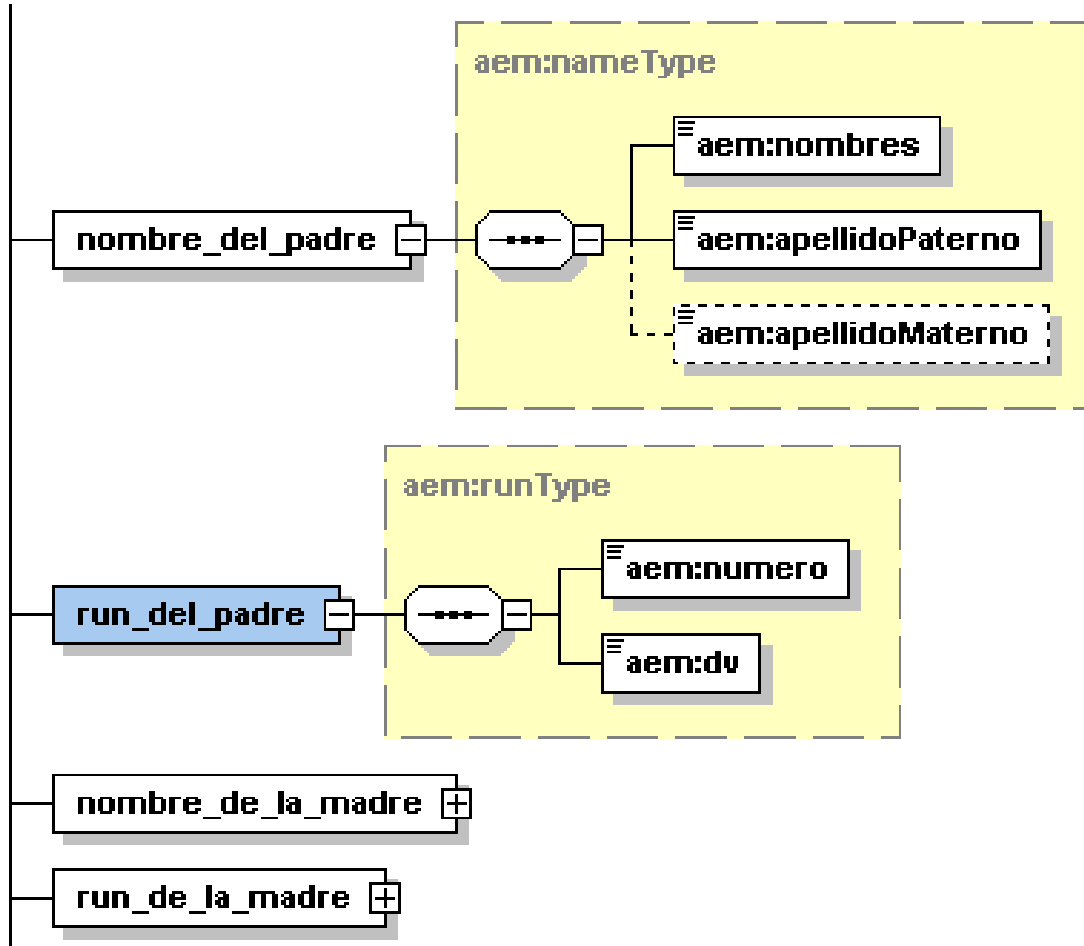 aem:nameType
aem:nombres
nombre_del_padre
aem:apellidoPaterno
aem:apellidoMaterno
aem:runType
aem:numero
run_del_padre
aem:dv
nombre_de_la_madre
run_de_la_madre